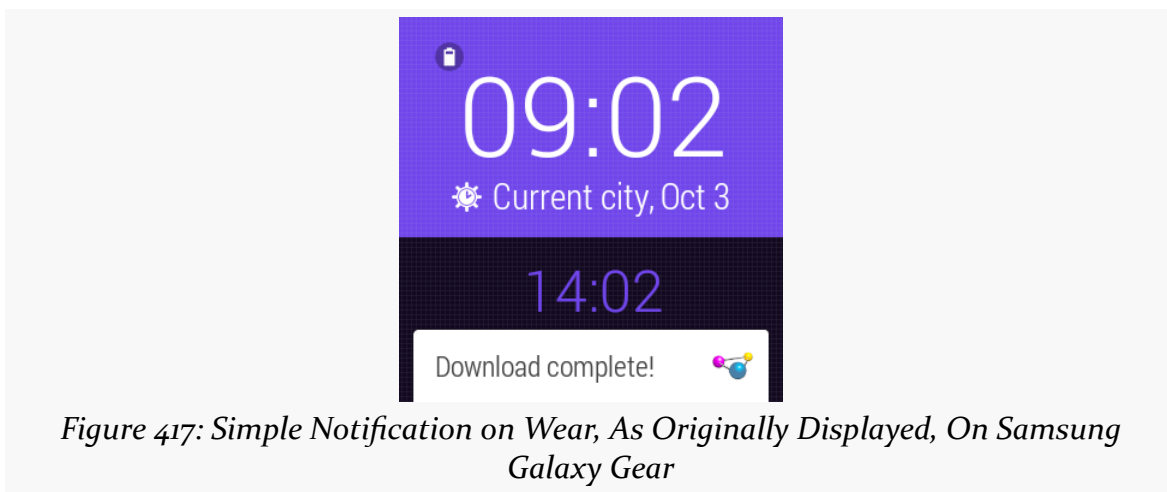 09:02
Current city, Oct 3
14:02
Download complete!
Figure 417: Simple Notification on Wear, As Originally Displayed, On Samsung
Galaxy Gear